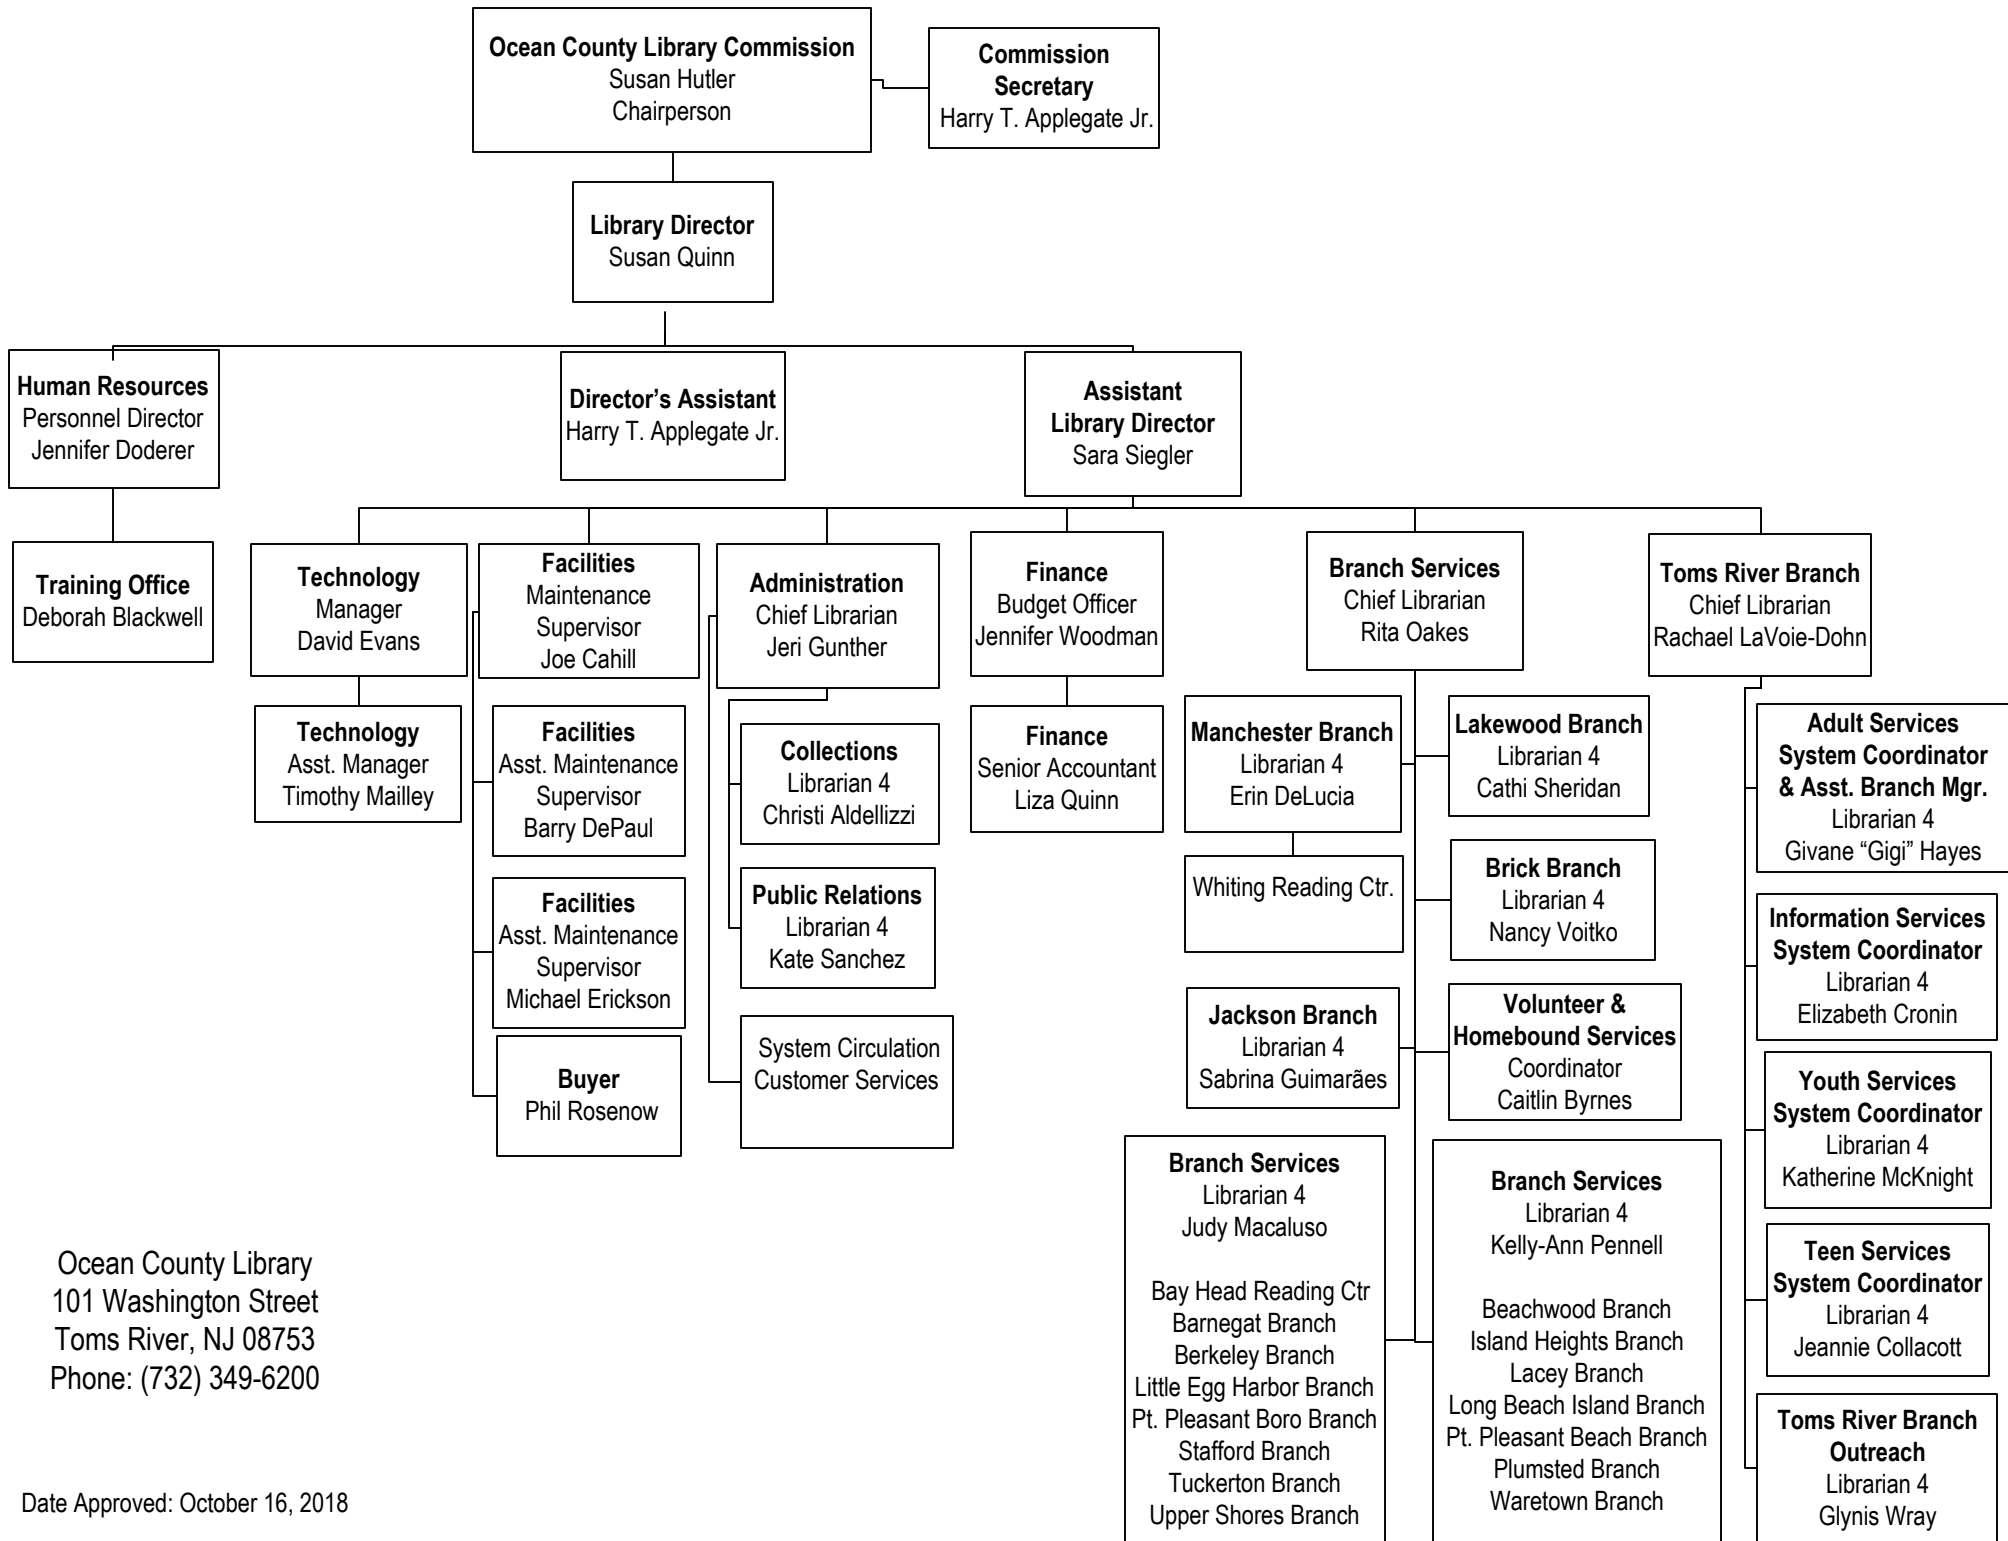 Ocean County Library Commission
Susan Hutler
Chairperson
Commission
Secretary
Harry T. Applegate Jr.
Library Director
Susan Quinn
Human Resources
Personnel Director
Jennifer Doderer
Director's Assistant
Harry T. Applegate Jr.
Assistant
Library Director
Sara Siegler
Training Office
Deborah Blackwell
Technology
Manager
David Evans
Technology
Asst. Manager
Timothy Mailley
Facilities
Maintenance
Supervisor
Joe Cahill
Facilities
Asst. Maintenance
Supervisor
Barry DePaul
Facilities
Asst. Maintenance
Supervisor
Michael Erickson
Buyer
Phil Rosenow
Administration
Chief Librarian
Jeri Gunther
Collections
Librarian 4
Christi Aldellizzi
Public Relations
Librarian 4
Kate Sanchez
System Circulation
Customer Services
Finance
Budget Officer
Jennifer Woodman
Finance
Senior Accountant
Liza Quinn
Branch Services
Chief Librarian
Rita Oakes
Manchester Branch
Librarian 4
Erin DeLucia
Whiting Reading Ctr.
Jackson Branch
Librarian 4
Sabrina Guimarães
Branch Services
Librarian 4
Judy Macaluso
Bay Head Reading Ctr
Barnegat Branch
Berkeley Branch
Little Egg Harbor Branch
Pt. Pleasant Boro Branch
Stafford Branch
Tuckerton Branch
Upper Shores Branch
Lakewood Branch
Librarian 4
Cathi Sheridan
Brick Branch
Librarian 4
Nancy Voitko
Volunteer &
Homebound Services
Coordinator
Caitlin Byrnes
Branch Services
Librarian 4
Kelly-Ann Pennell
Beachwood Branch
Island Heights Branch
Lacey Branch
Long Beach Island Branch
Pt. Pleasant Beach Branch
Plumsted Branch
Waretown Branch
Toms River Branch
Chief Librarian
Rachael LaVoie-Dohn
Adult Services
System Coordinator
& Asst. Branch Mgr.
Librarian 4
Givane “Gigi” Hayes
Information Services
System Coordinator
Librarian 4
Elizabeth Cronin
Youth Services
System Coordinator
Librarian 4
Katherine McKnight
Teen Services
System Coordinator
Librarian 4
Jeannie Collacott
Toms River Branch
Outreach
Librarian 4
Glynis Wray
Ocean County Library
101 Washington Street
Toms River, NJ 08753
Phone: (732) 349-6200
Date Approved: October 16, 2018